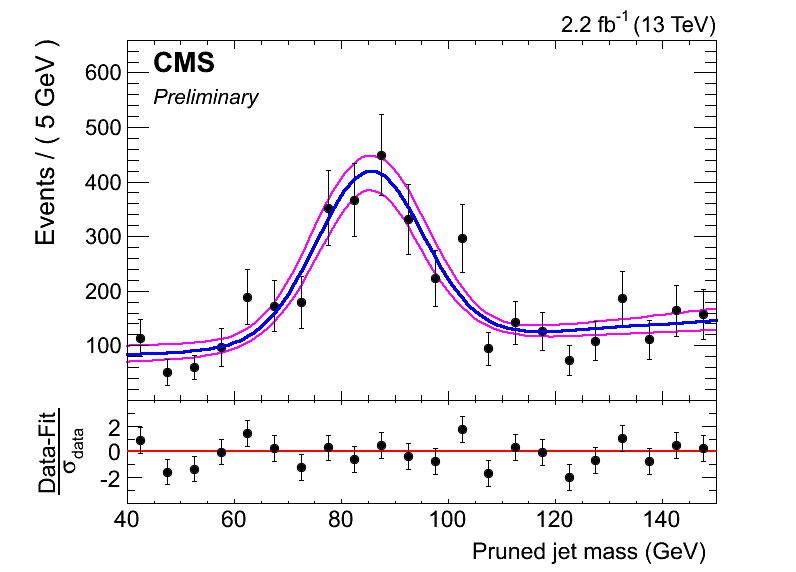 2.2 fb-1 (13 TeV)
CMS
Preliminary
Events / ( 5 GeV )
600
500
400
300
200
100
Data-Fit
σdata
2
0
-2
40 60 80 100 120 140
Pruned jet mass (GeV)